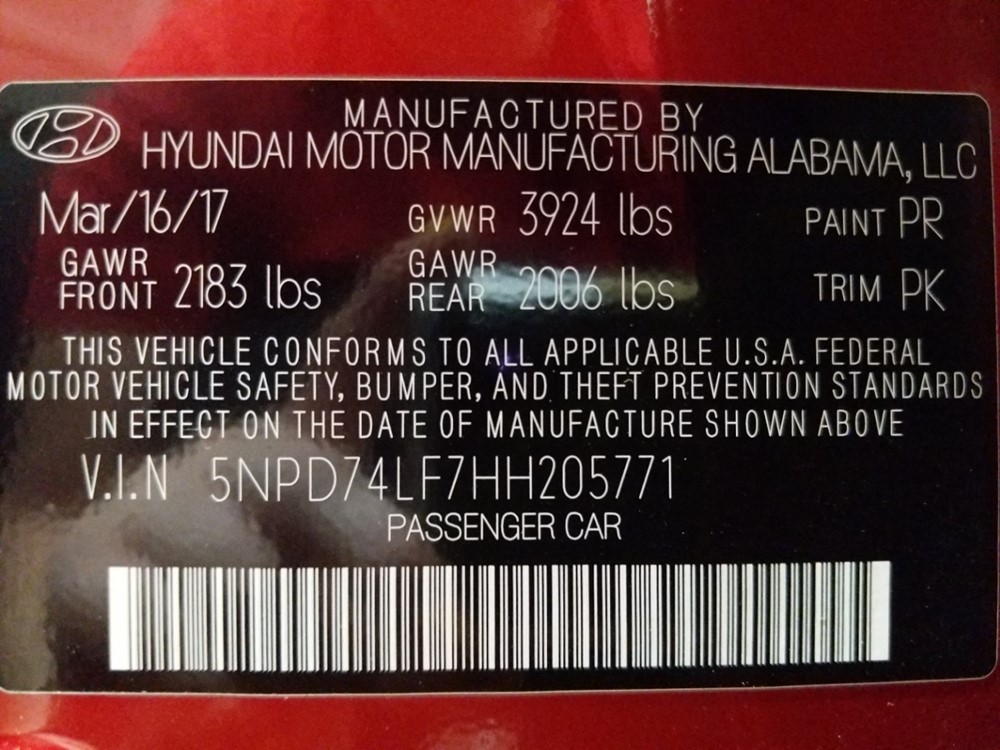 MANUFACTURED BY
HYUNDAI MOTOR MANUFACTURING ALABAMA, LLC
Mar/16/17 GVWR 3924 lbs PAINT PR
GAWR FRONT 2183 lbs GAWR REAR 2006 lbs TRIM PK
THIS VEHICLE CONFORMS TO ALL APPLICABLE U.S.A. FEDERAL
MOTOR VEHICLE SAFETY, BUMPER, AND THEFT PREVENTION STANDARDS
IN EFFECT ON THE DATE OF MANUFACTURE SHOWN ABOVE
V.I.N 5NPD74LF7HH205771
PASSENGER CAR